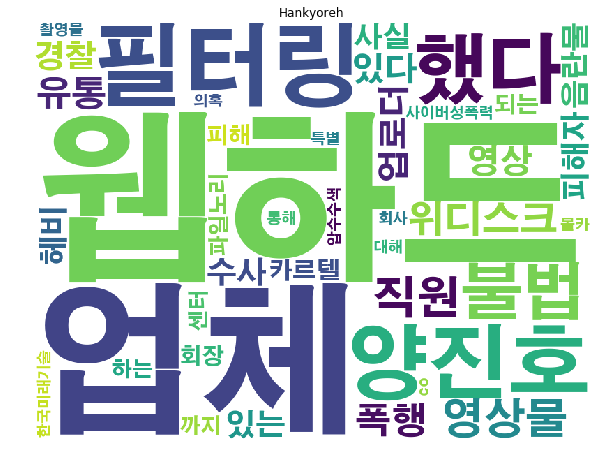 Hankyoreh
촬영물
경찰
유통
필터링
의혹
사실
있다
했다
음란물
피해자
웹하드
피해
특별
업로더
사이버성폭력
되는
영상
헤비
파일노리
통해
압수수색
회사
대해
위디스크
몰카
수사
카르텔
직원
불법
업체
센터
회장
하는
까지
있는
한국미래기술
양진호
co
폭행
영상물